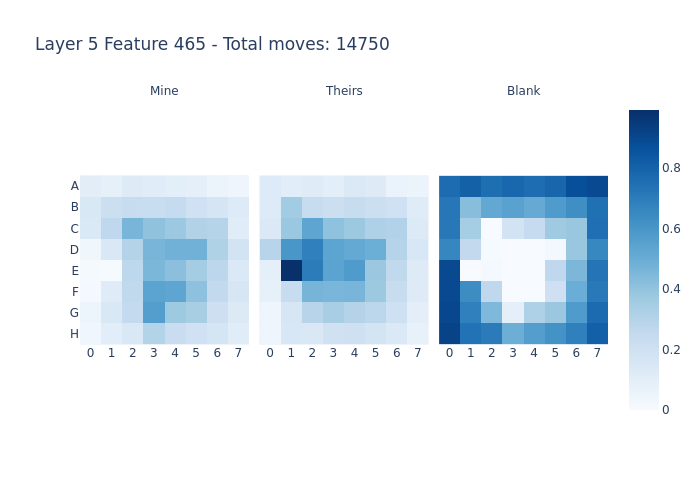 Layer 5 Feature 465 - Total moves: 14750
Mine
Theirs
Blank
A
B
C
D
E
F
G
H
0 1 2 3 4 5 6 7
0 1 2 3 4 5 6 7
0 1 2 3 4 5 6 7
0.8
0.6
0.4
0.2
0